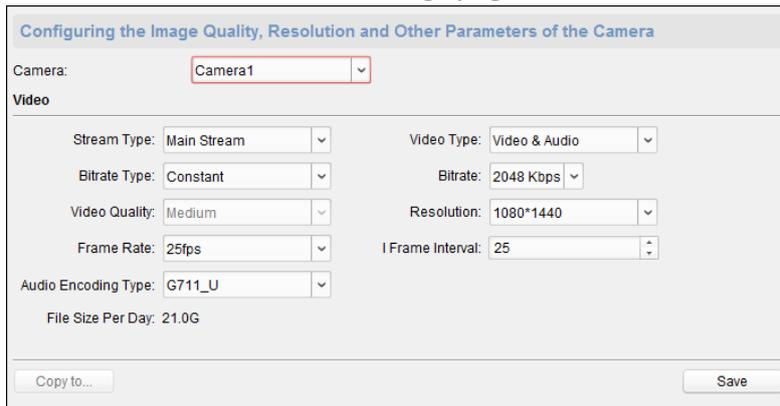 Configuring the Image Quality, Resolution and Other Parameters of the Camera
Camera: Camera1
Video
Stream Type: Main Stream Video Type: Video & Audio
Bitrate Type: Constant Bitrate: 2048 Kbps
Video Quality: Medium Resolution: 1080*1440
Frame Rate: 25fps I Frame Interval: 25
Audio Encoding Type: G711_U
File Size Per Day: 21.0G
Copy to... Save